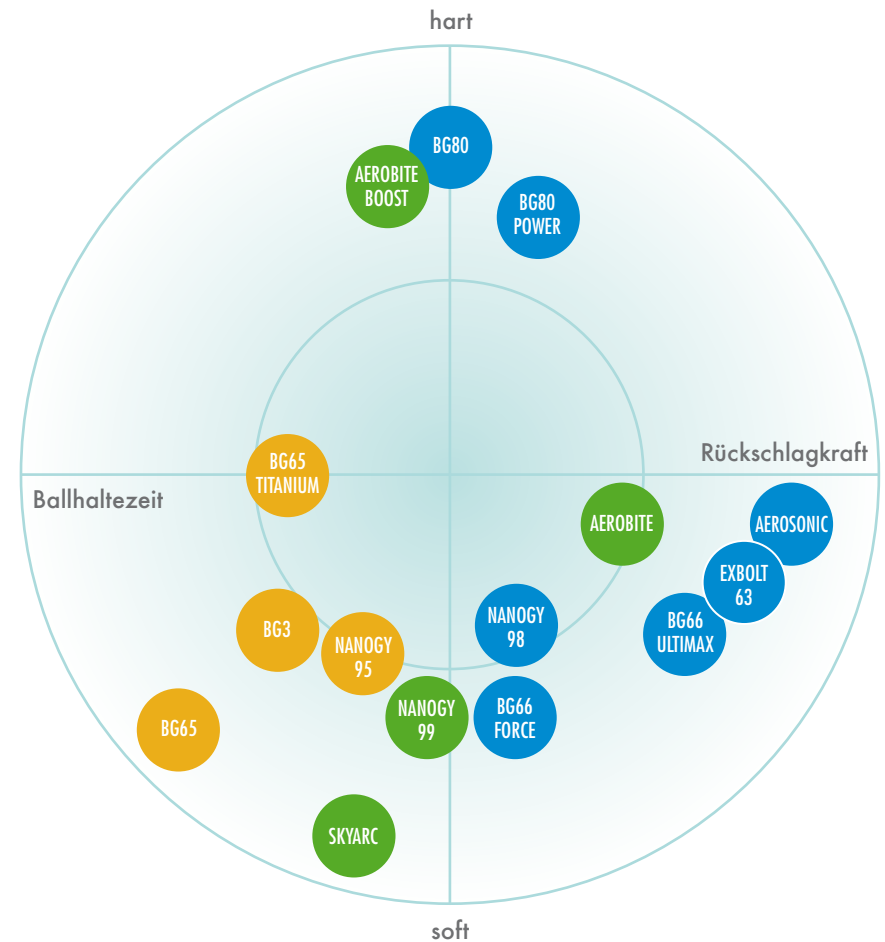 hart
BG80
AEROBITE
BOOST
BG80
POWER
Rückschlagkraft
BG65
TITANIUM
Ballhaltezeit
AEROBITE
AEROSONIC
EXBOLT
63
BG66
ULTIMAX
NANOGY
98
BG3
NANOGY
95
NANOGY
99
BG66
FORCE
BG65
SKYARC
soft